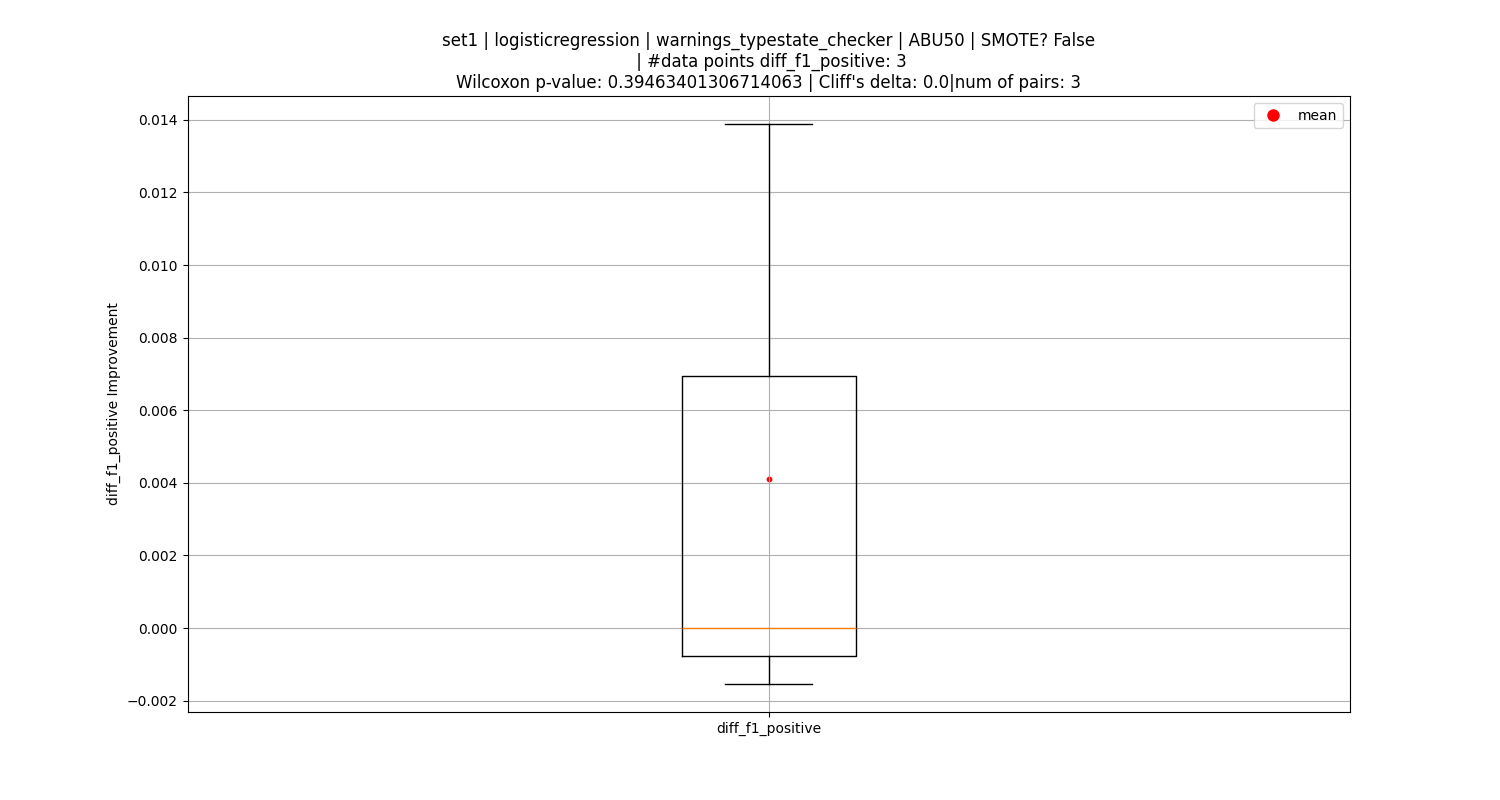 set1 | logisticregression | warnings_typestate_checker | ABU50 | SMOTE? False
| #data points diff_f1_positive: 3
Wilcoxon p-value: 0.39463401306714063 | Cliff's delta: 0.0|num of pairs: 3
mean
0.014
0.012
0.010
0.008
0.006
0.004
0.002
0.000
−0.002
diff_f1_positive Improvement
diff_f1_positive